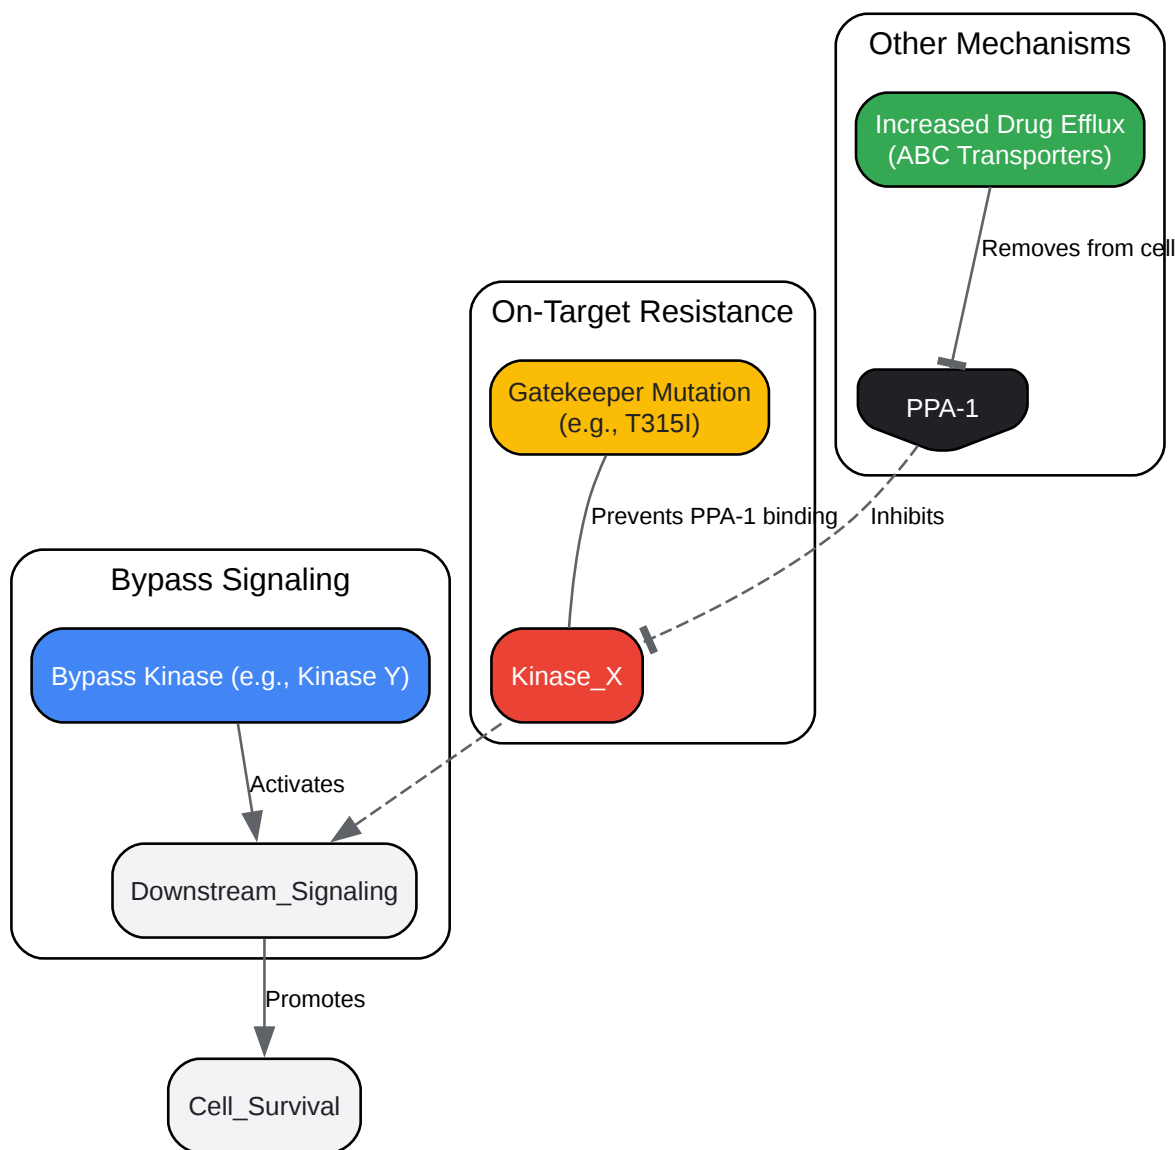 Other Mechanisms
Increased Drug Efflux
(ABC Transporters)
Removes from cell
On-Target Resistance
Gatekeeper Mutation
(e.g., T315I)
PPA-1
Prevents PPA-1 binding
Inhibits
Bypass Signaling
Bypass Kinase (e.g., Kinase Y)
Kinase_X
Activates
Downstream_Signaling
Promotes
Cell_Survival